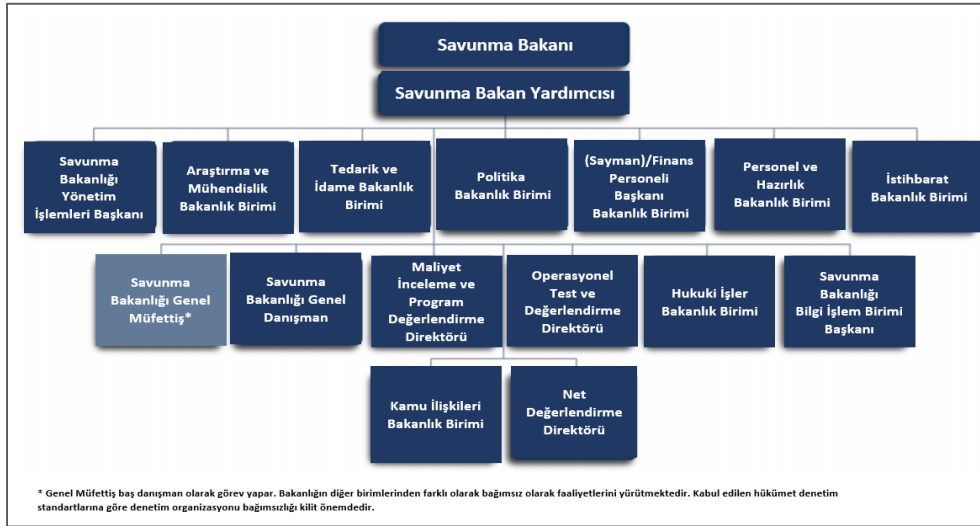 Savunma Bakanı
Savunma Bakan Yardımcısı
Savunma
Bakanlığı
Yönetim
İşlemleri Başkanı
Araştırma ve
Mühendislik
Bakanlık Birimi
Tedarik ve
İdame Bakanlık
Birimi
Politika
Bakanlık Birimi
(Sayman)/Finans
Personeli
Başkanı
Bakanlık Birimi
Personel ve
Hazırlık
Bakanlık Birimi
İstihbarat
Bakanlık Birimi
Savunma
Bakanlığı Genel
Müfettiş*
Savunma
Bakanlığı Genel
Danışman
Maliyet
İnceleme ve
Program
Değerlendirme
Direktörü
Operasyonel
Test ve
Değerlendirme
Direktörü
Hukuki İşler
Bakanlık Birimi
Savunma
Bakanlığı
Bilgi İşlem Birimi
Başkanı
Kamu İlişkileri
Bakanlık Birimi
Net
Değerlendirme
Direktörü
* Genel Müfettiş baş danışman olarak görev yapar. Bakanlığın diğer birimlerinden farklı olarak bağımsız olarak faaliyetlerini yürütmektedir. Kabul edilen hükümet denetim
standartlarına göre denetim organizasyonu bağımsızlığı kilit önemdedir.